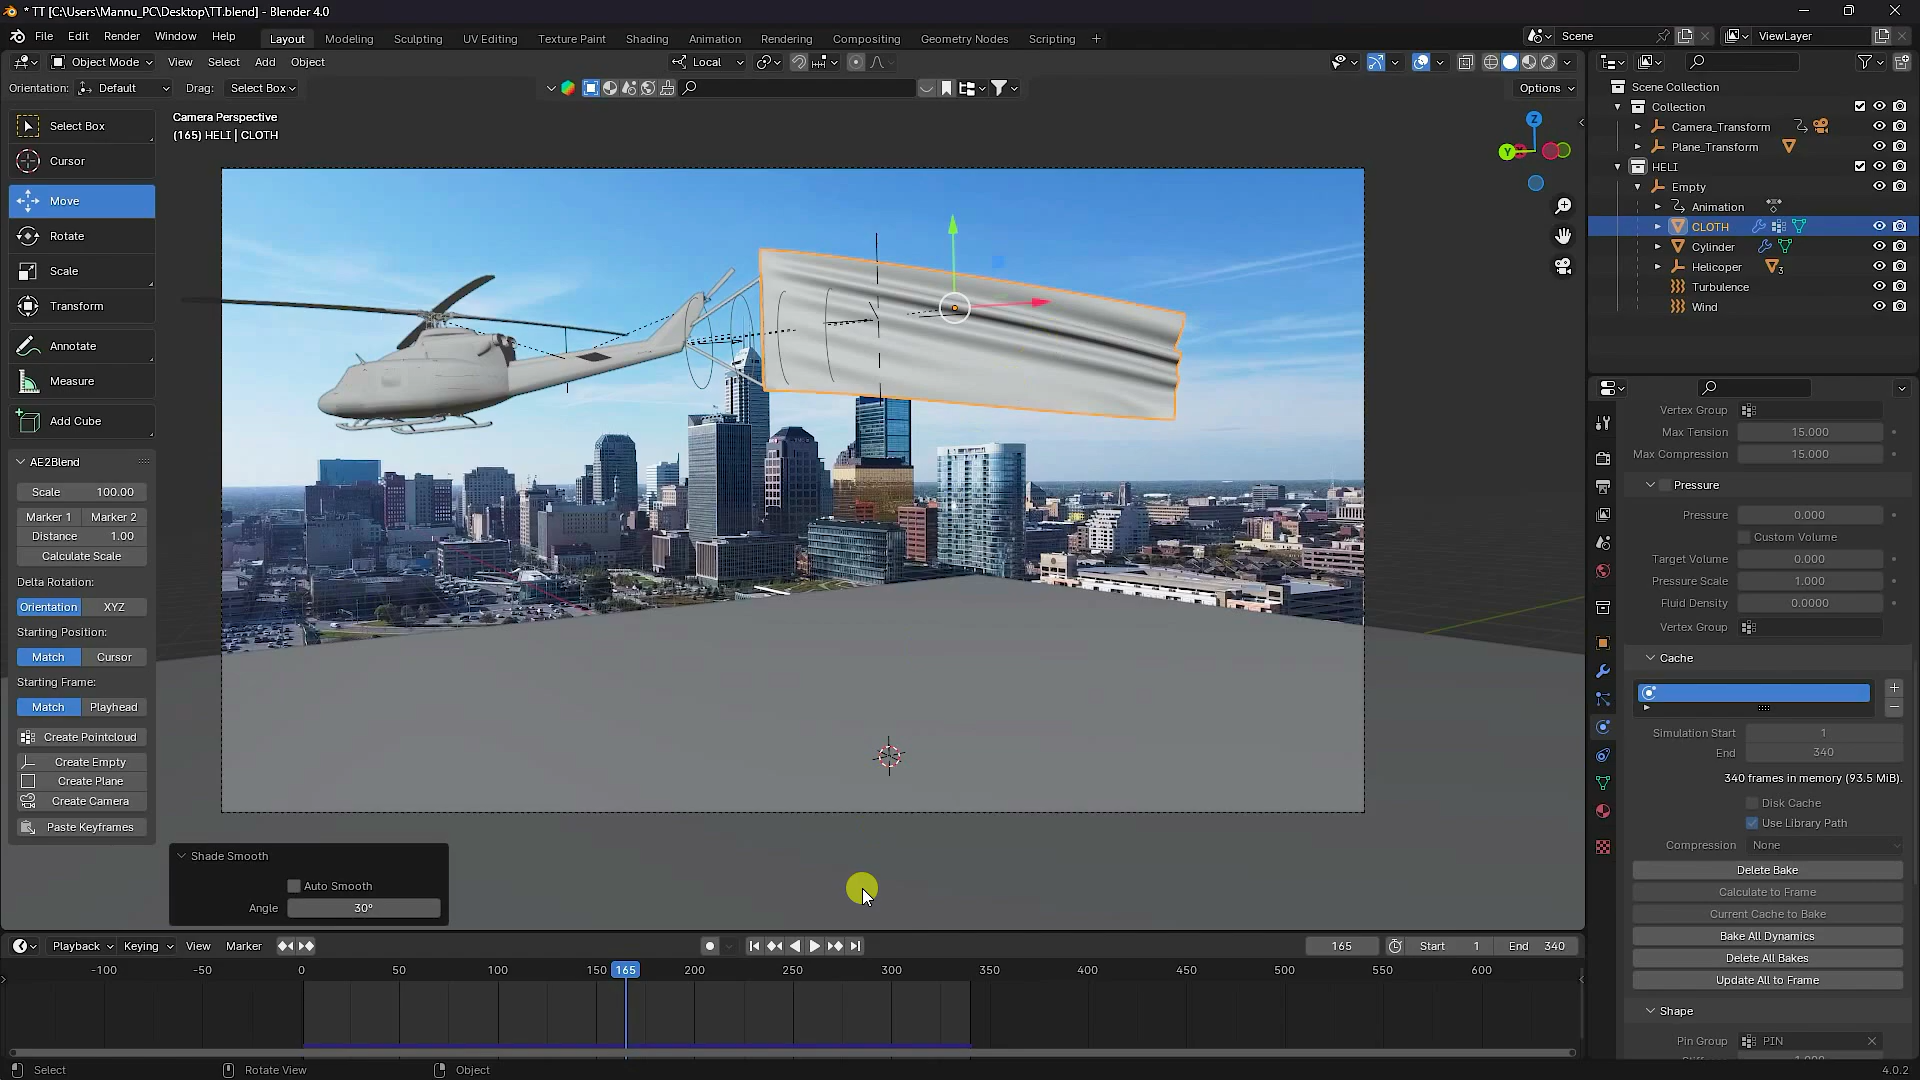 * TT [C:\Users\Mannu_PC\Desktop\TT.blend] - Blender 4.0
File Edit Render Window Help Layout Modeling Sculpting UV Editing Texture Paint Shading Animation Rendering Compositing Geometry Nodes Scripting + Scene ViewLayer
Object Mode View Select Add Object Local
Orientation: Default Drag: Select Box Options
Select Box
Cursor
Move
Rotate
Scale
Transform
Annotate
Measure
Add Cube
AE2Blend
Scale 100.00
Marker 1 Marker 2
Distance 1.00
Calculate Scale
Delta Rotation:
Orientation XYZ
Starting Position:
Match Cursor
Starting Frame:
Match Playhead
Create Pointcloud
Create Empty
Create Plane
Create Camera
Paste Keyframes
Camera Perspective
(165) HELI | CLOTH
Z
Y
Shade Smooth
Auto Smooth
Angle 30°
Scene Collection
Collection
Camera_Transform
Plane_Transform
HELI
Empty
Animation
CLOTH
Cylinder
Helicoper 3
Turbulence
Wind
Vertex Group
Max Tension 15.000
Max Compression 15.000
Pressure
Pressure 0.000
Custom Volume
Target Volume 0.000
Pressure Scale 1.000
Fluid Density 0.0000
Vertex Group
Cache
Simulation Start 1
End 340
340 frames in memory (93.5 MiB).
Disk Cache
Use Library Path
Compression None
Delete Bake
Calculate to Frame
Current Cache to Bake
Bake All Dynamics
Delete All Bakes
Update All to Frame
Shape
Pin Group PIN
Playback Keying View Marker 165 Start 1 End 340
-100 -50 0 50 100 150 165 200 250 300 350 400 450 500 550 600
Select Rotate View Object 4.0.2